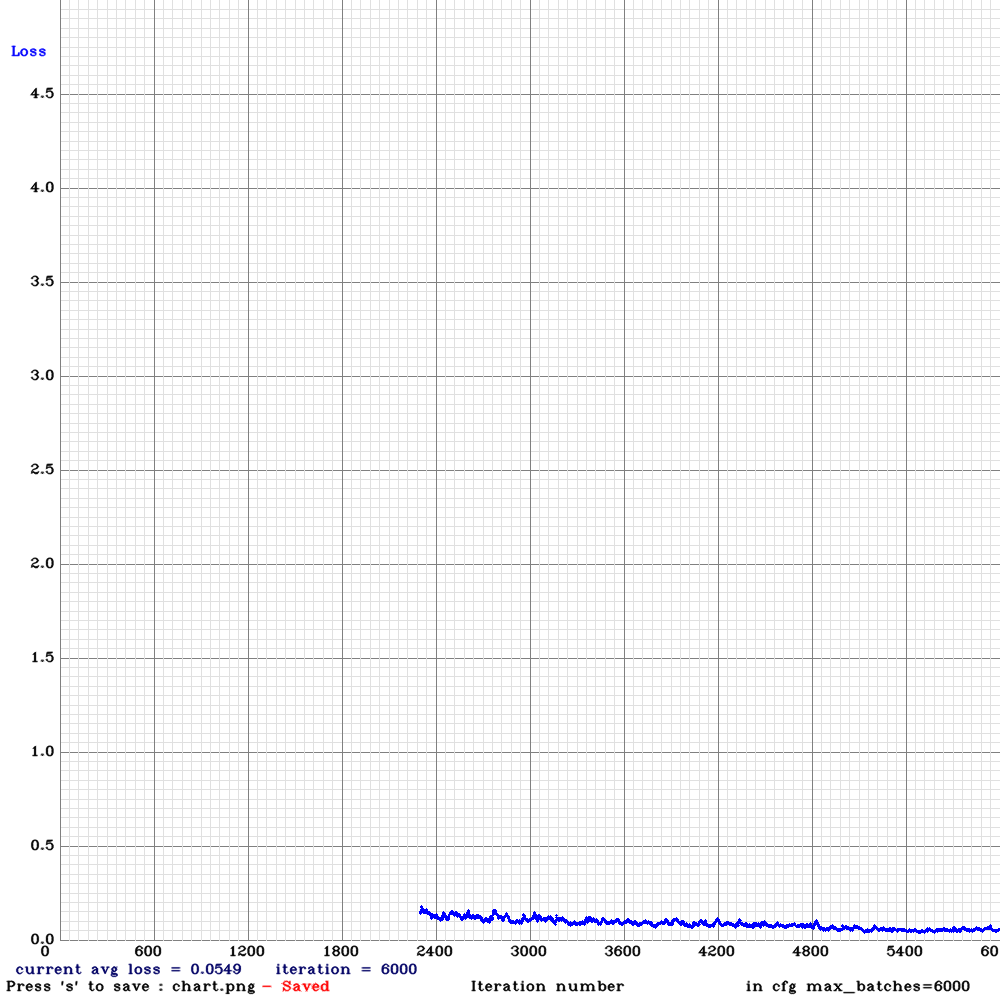 Loss
4.5
4.0
3.5
3.0
2.5
2.0
1.5
1.0
0.5
0.0
0 600 1200 1800 2400 3000 3600 4200 4800 5400 60
current avg loss = 0.0549 iteration = 6000
Press 's' to save : chart.png - Saved Iteration number in cfg max_batches=6000